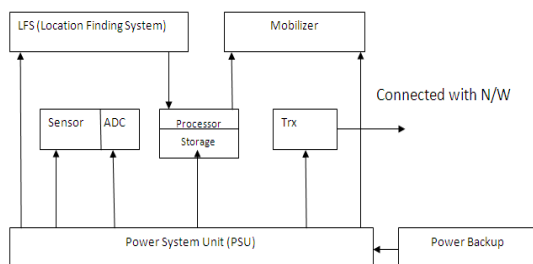 LFS (Location Finding System)
Mobilizer
Connected with N/W
Sensor ADC
Processor
Trx
Storage
Power System Unit (PSU)
Power Backup